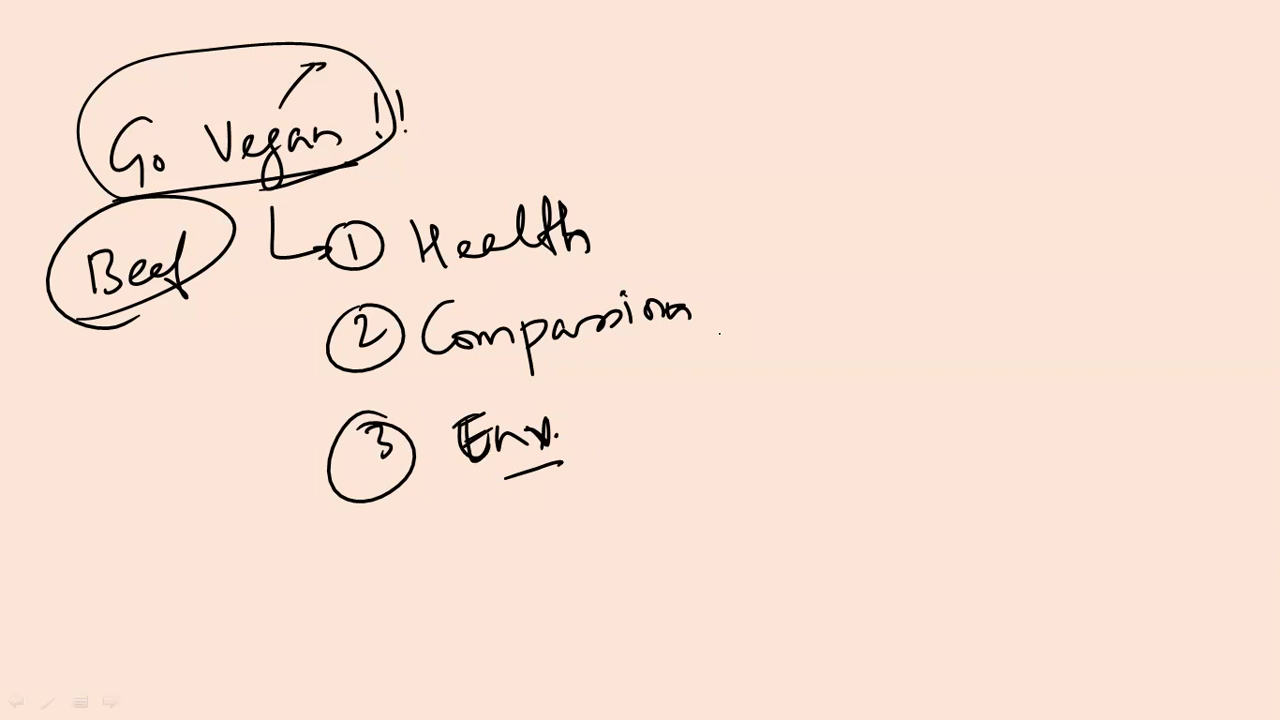 Go Vegan !!
Beef
① Health
② Compassion
③ Env.